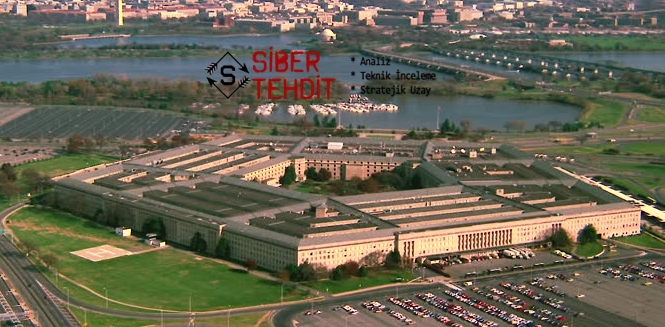 S
SİBER
TEHDİT
* Analiz
* Teknik İnceleme
* Stratejik Uzay